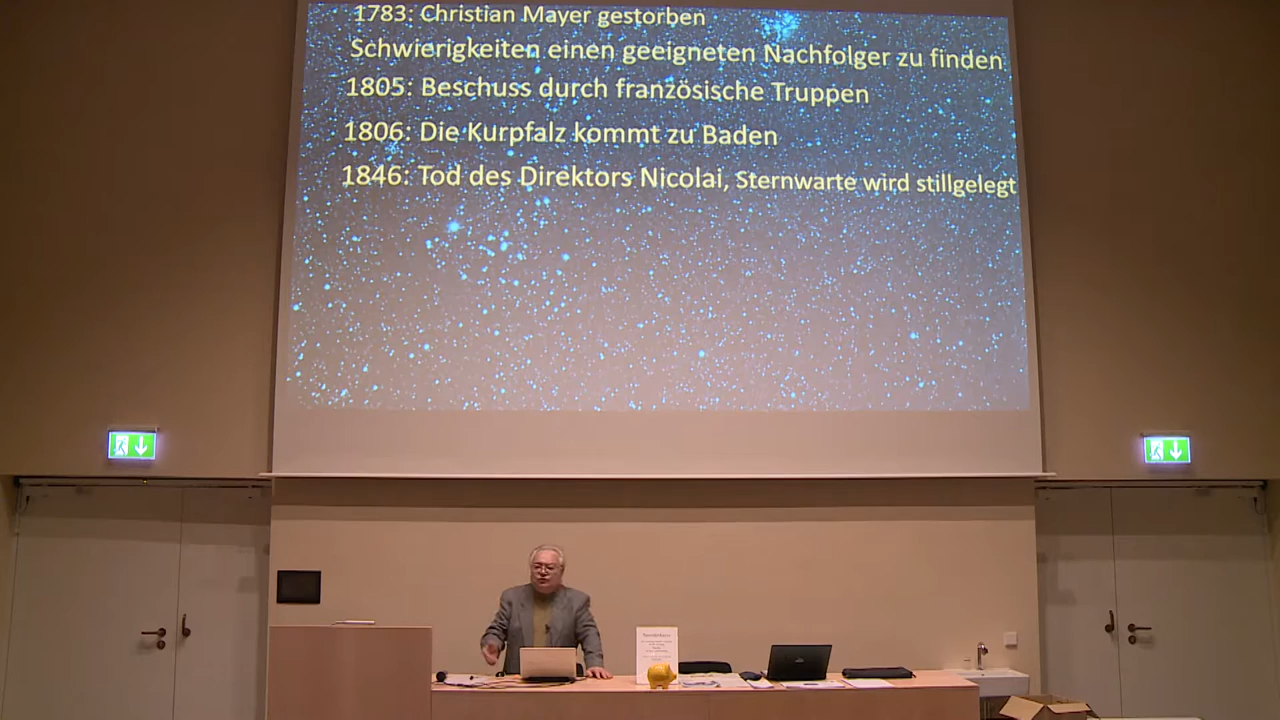 1783: Christian Mayer gestorben
Schwierigkeiten einen geeigneten Nachfolger zu finden
1805: Beschuss durch französische Truppen
1806: Die Kurpfalz kommt zu Baden
1846: Tod des Direktors Nicolai, Sternwarte wird stillgelegt